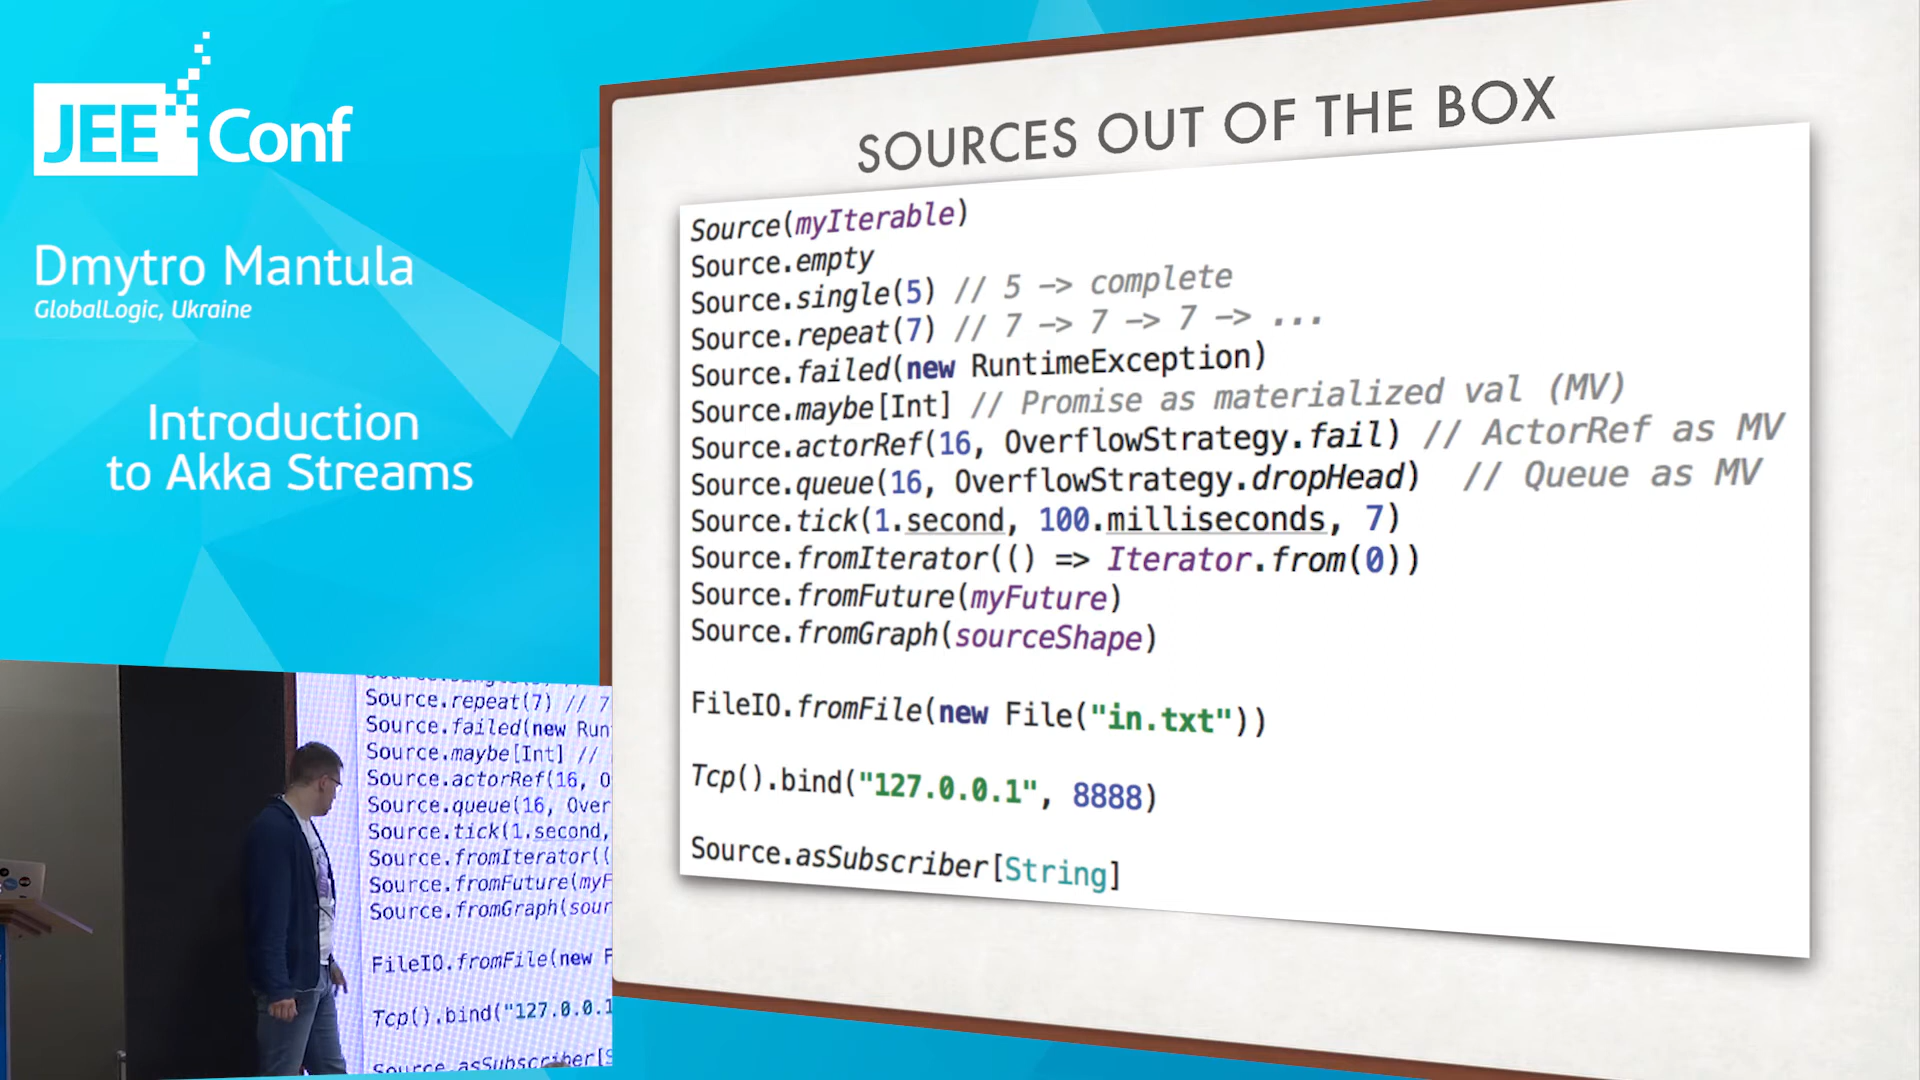 JEE Conf
Dmytro Mantula
GlobalLogic, Ukraine
Introduction
to Akka Streams
SOURCES OUT OF THE BOX
Source(myIterable)
Source.empty
Source.single(5) // 5 -> complete
Source.repeat(7) // 7 -> 7 -> 7 -> ...
Source.failed(new RuntimeException)
Source.maybe[Int] // Promise as materialized val (MV)
Source.actorRef(16, OverflowStrategy.fail) // ActorRef as MV
Source.queue(16, OverflowStrategy.dropHead) // Queue as MV
Source.tick(1.second, 100.milliseconds, 7)
Source.fromIterator(() => Iterator.from(0))
Source.fromFuture(myFuture)
Source.fromGraph(sourceShape)
FileIO.fromFile(new File("in.txt"))
Tcp().bind("127.0.0.1", 8888)
Source.asSubscriber[String]
Source.repeat(7) // 7
Source.failed(new Run
Source.maybe[Int] //
Source.actorRef(16, O
Source.queue(16, Over
Source.tick(1.second,
Source.fromIterator((
Source.fromFuture(myF
Source.fromGraph(sour
FileIO.fromFile(new F
Tcp().bind("127.0.0.1
Source.asSubscriber[S